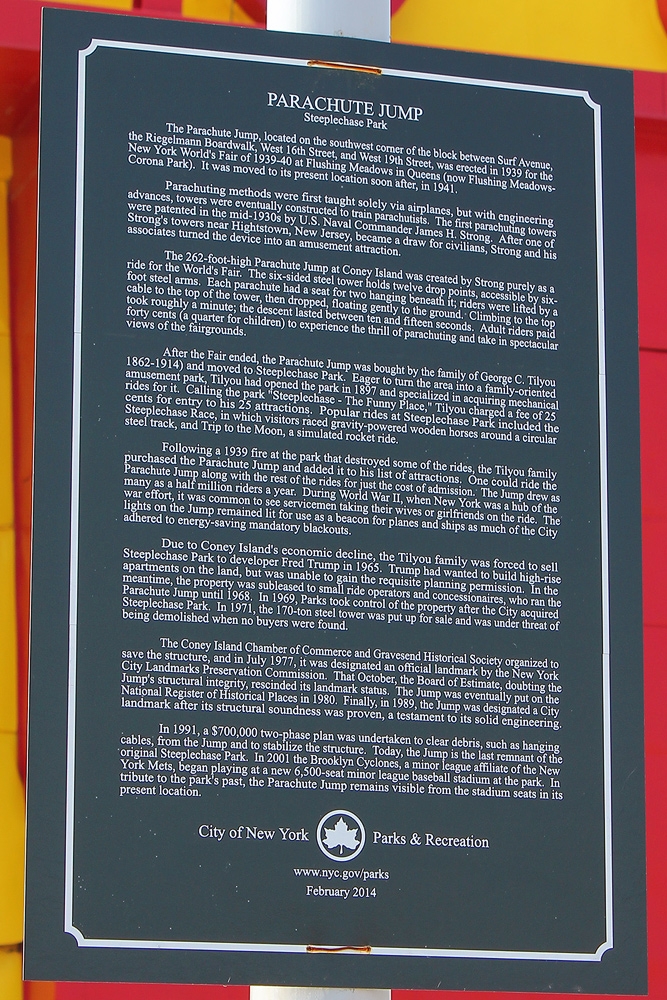 PARACHUTE JUMP
Steeplechase Park
The Parachute Jump, located on the southwest corner of the block between Surf Avenue,
the Riegelmann Boardwalk, West 16th Street, and West 19th Street, was erected in 1939 for the
New York World's Fair of 1939-40 at Flushing Meadows in Queens (now Flushing Meadows-
Corona Park). It was moved to its present location soon after, in 1941.
Parachuting methods were first taught solely via airplanes, but with engineering
advances, towers were eventually constructed to train parachutists. The first parachuting towers
were patented in the mid-1930s by U.S. Naval Commander James H. Strong. After one of
Strong's towers near Hightstown, New Jersey, became a draw for civilians, Strong and his
associates turned the device into an amusement attraction.
The 262-foot-high Parachute Jump at Coney Island was created by Strong purely as a
ride for the World's Fair. The six-sided steel tower holds twelve drop points, accessible by six-
foot steel arms. Each parachute had a seat for two hanging beneath it; riders were lifted by a
cable to the top of the tower, then dropped, floating gently to the ground. Climbing to the top
took roughly a minute; the descent lasted between ten and fifteen seconds. Adult riders paid
forty cents (a quarter for children) to experience the thrill of parachuting and take in spectacular
views of the fairgrounds.
After the Fair ended, the Parachute Jump was bought by the family of George C. Tilyou
1862-1914) and moved to Steeplechase Park. Eager to turn the area into a family-oriented
amusement park, Tilyou had opened the park in 1897 and specialized in acquiring mechanical
rides for it. Calling the park "Steeplechase - The Funny Place," Tilyou charged a fee of 25
cents for entry to his 25 attractions. Popular rides at Steeplechase Park included the
Steeplechase Race, in which visitors raced gravity-powered wooden horses around a circular
steel track, and Trip to the Moon, a simulated rocket ride.
Following a 1939 fire at the park that destroyed some of the rides, the Tilyou family
purchased the Parachute Jump and added it to his list of attractions. One could ride the
Parachute Jump along with the rest of the rides for just the cost of admission. The Jump drew as
many as a half million riders a year. During World War II, when New York was a hub of the
war effort, it was common to see servicemen taking their wives or girlfriends on the ride. The
lights on the Jump remained lit for use as a beacon for planes and ships as much of the City
adhered to energy-saving mandatory blackouts.
Due to Coney Island's economic decline, the Tilyou family was forced to sell
Steeplechase Park to developer Fred Trump in 1965. Trump had wanted to build high-rise
apartments on the land, but was unable to gain the requisite planning permission. In the
meantime, the property was subleased to small ride operators and concessionaires, who ran the
Parachute Jump until 1968. In 1969, Parks took control of the property after the City acquired
Steeplechase Park. In 1971, the 170-ton steel tower was put up for sale and was under threat of
being demolished when no buyers were found.
The Coney Island Chamber of Commerce and Gravesend Historical Society organized to
save the structure, and in July 1977, it was designated an official landmark by the New York
City Landmarks Preservation Commission. That October, the Board of Estimate, doubting the
Jump's structural integrity, rescinded its landmark status. The Jump was eventually put on the
National Register of Historical Places in 1980. Finally, in 1989, the Jump was designated a City
landmark after its structural soundness was proven, a testament to its solid engineering.
In 1991, a $700,000 two-phase plan was undertaken to clear debris, such as hanging
cables, from the Jump and to stabilize the structure. Today, the Jump is the last remnant of the
original Steeplechase Park. In 2001 the Brooklyn Cyclones, a minor league affiliate of the New
York Mets, began playing at a new 6,500-seat minor league baseball stadium at the park. In
tribute to the park's past, the Parachute Jump remains visible from the stadium seats in its
present location.
City of New York Parks & Recreation
www.nyc.gov/parks
February 2014